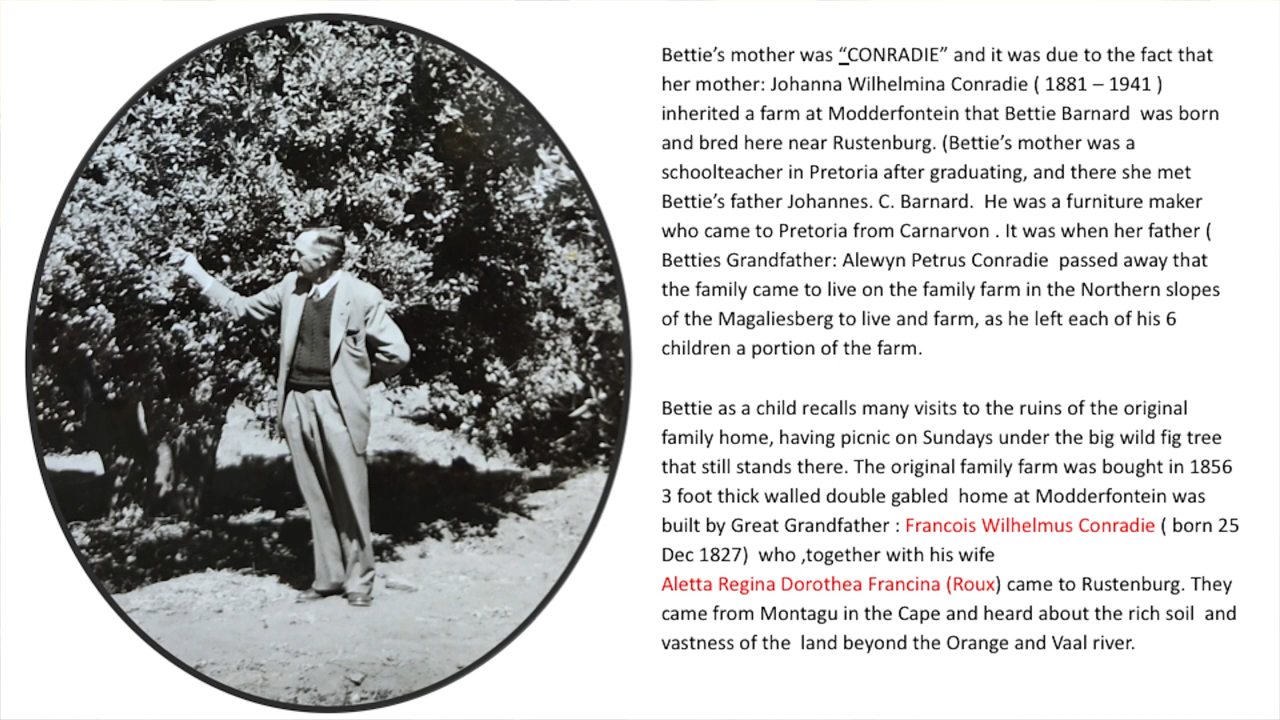 Bettie’s mother was “CONRADIE” and it was due to the fact that
her mother: Johanna Wilhelmina Conradie ( 1881 – 1941 )
inherited a farm at Modderfontein that Bettie Barnard  was born
and bred here near Rustenburg. (Bettie’s mother was a
schoolteacher in Pretoria after graduating, and there she met
Bettie’s father Johannes. C. Barnard.  He was a furniture maker
who came to Pretoria from Carnarvon . It was when her father (
Betties Grandfather: Alewyn Petrus Conradie  passed away that
the family came to live on the family farm in the Northern slopes
of the Magaliesberg to live and farm, as he left each of his 6
children a portion of the farm.
Bettie as a child recalls many visits to the ruins of the original
family home, having picnic on Sundays under the big wild fig tree
that still stands there. The original family farm was bought in 1856
3 foot thick walled double gabled  home at Modderfontein was
built by Great Grandfather : Francois Wilhelmus Conradie ( born 25
Dec 1827)  who ,together with his wife
Aletta Regina Dorothea Francina (Roux) came to Rustenburg. They
came from Montagu in the Cape and heard about the rich soil  and
vastness of the  land beyond the Orange and Vaal river.